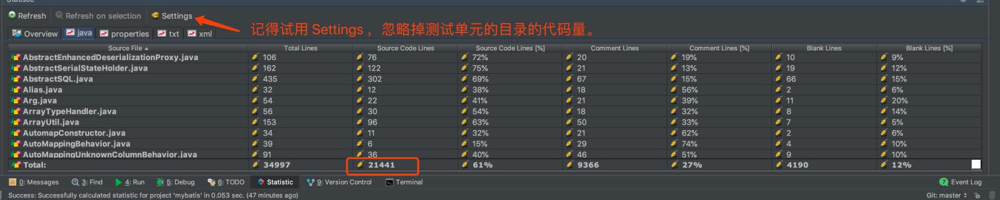 Statistic
Refresh Refresh on selection Settings
记得试用 Settings ，忽略掉测试单元的目录的代码量。
Overview java properties txt xml
Source File Total Lines Source Code Lines Source Code Lines [%] Comment Lines Comment Lines [%] Blank Lines Blank Lines [%]
AbstractEnhancedDeserializationProxy.java 106 76 72% 20 19% 10 9%
AbstractSerialStateHolder.java 162 122 75% 21 13% 19 12%
AbstractSQL.java 435 302 69% 67 15% 66 15%
Alias.java 32 12 38% 18 56% 2 6%
Arg.java 54 22 41% 21 39% 11 20%
ArrayTypeHandler.java 56 30 54% 18 32% 8 14%
ArrayUtil.java 153 96 63% 50 33% 7 5%
AutomapConstructor.java 34 11 32% 21 62% 2 6%
AutoMappingBehavior.java 39 6 15% 29 74% 4 10%
AutoMappingUnknownColumnBehavior.java 91 36 40% 46 51% 9 10%
Total: 34997 21441 61% 9366 27% 4190 12%
0: Messages 3: Find 4: Run 5: Debug 6: TODO Statistic 9: Version Control Terminal 7 Event Log
Success: Successfully calculated statistic for project 'mybatis' in 0.053 sec. (47 minutes ago) Git: master